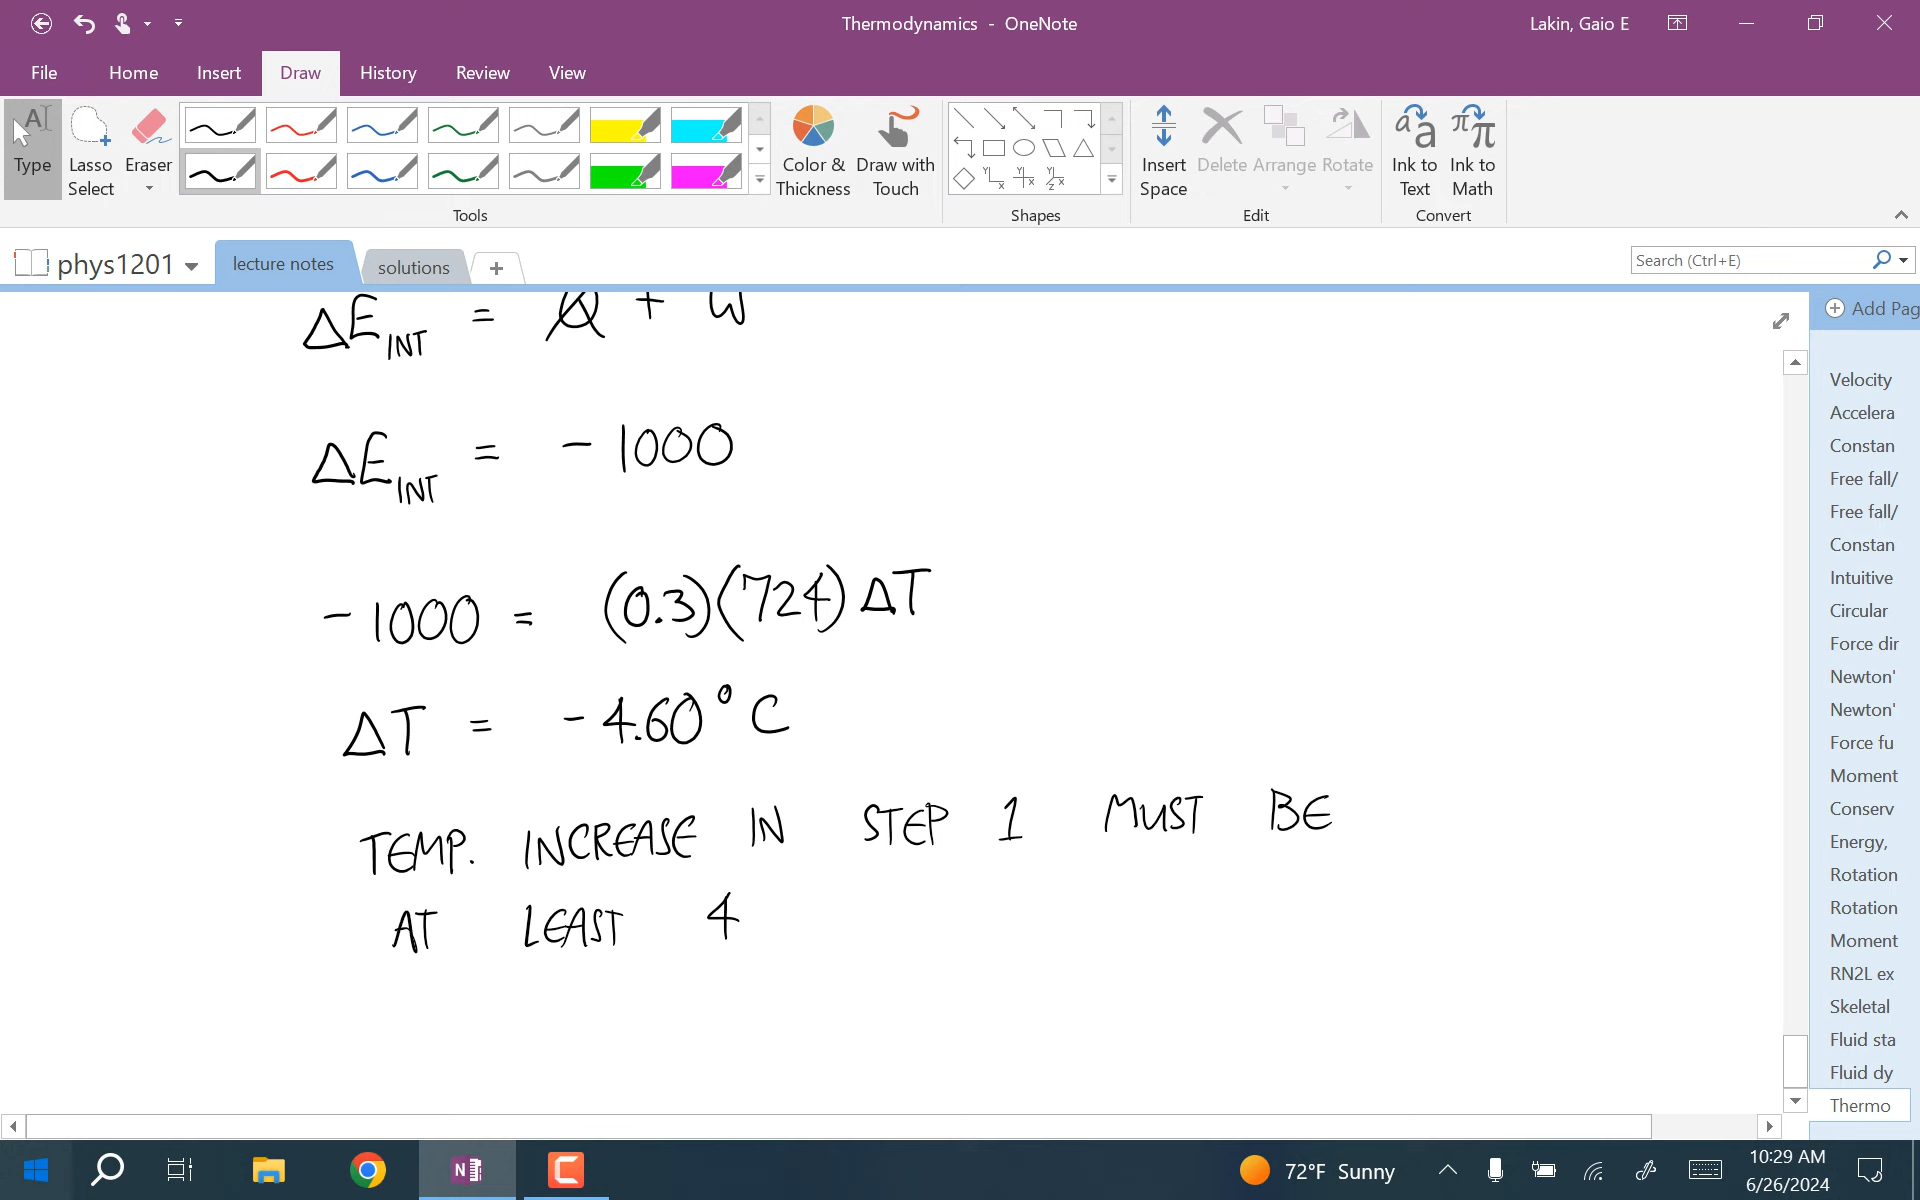 Thermodynamics - OneNote
Lakin, Gaio E
File Home Insert Draw History Review View
Type
Lasso Select
Eraser
Color & Thickness
Draw with Touch
Insert Space
Delete
Arrange
Rotate
Ink to Text
Ink to Math
Tools
Shapes
Edit
Convert
phys1201
lecture notes
solutions
Search (Ctrl+E)
ΔE_INT = Q + W
ΔE_INT = - 1000
- 1000 = (0.3)(724) ΔT
ΔT = - 4.60° C
TEMP. INCREASE IN STEP 1 MUST BE
AT LEAST 4
Add Pag
Velocity
Accelera
Constan
Free fall/
Free fall/
Constan
Intuitive
Circular
Force dir
Newton'
Newton'
Force fu
Moment
Conserv
Energy,
Rotation
Rotation
Moment
RN2L ex
Skeletal
Fluid sta
Fluid dy
Thermo
72°F Sunny
10:29 AM
6/26/2024